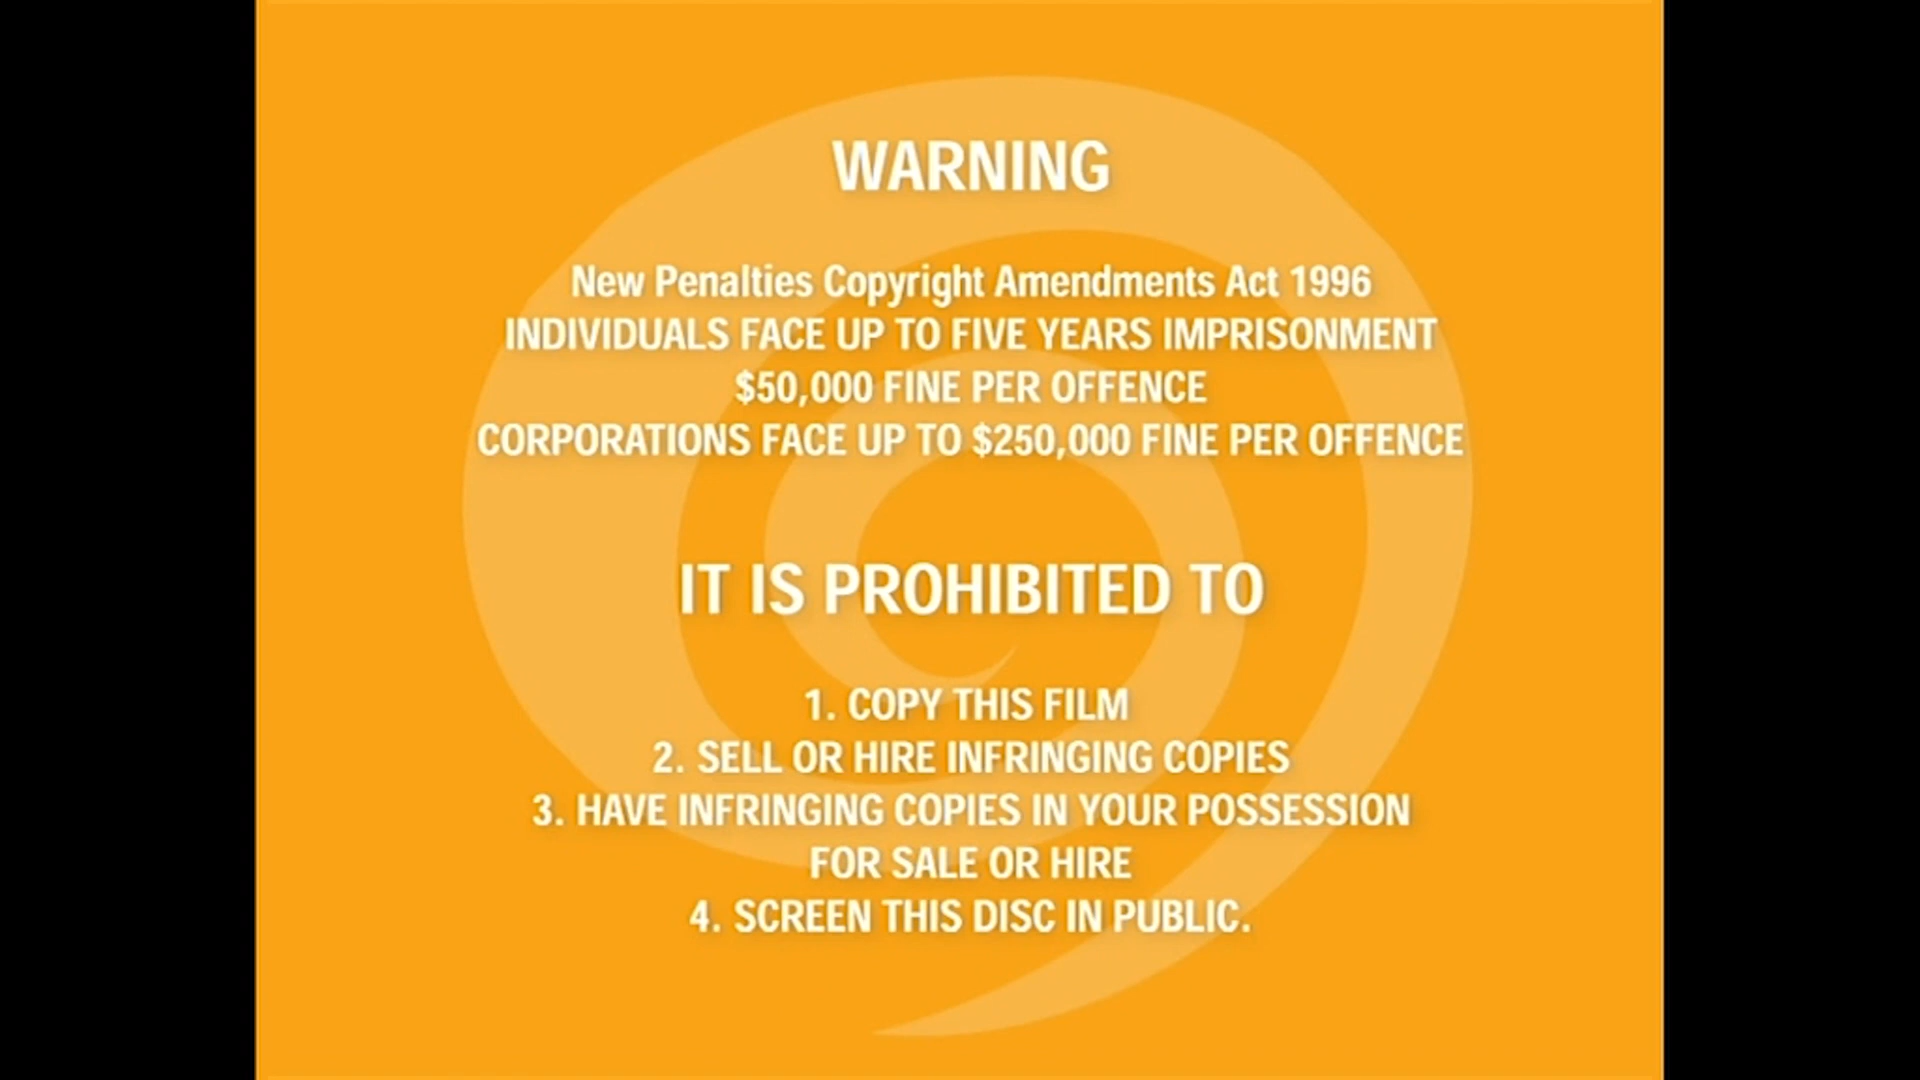 WARNING
New Penalties Copyright Amendments Act 1996
INDIVIDUALS FACE UP TO FIVE YEARS IMPRISONMENT
$50,000 FINE PER OFFENCE
CORPORATIONS FACE UP TO $250,000 FINE PER OFFENCE
IT IS PROHIBITED TO
1. COPY THIS FILM
2. SELL OR HIRE INFRINGING COPIES
3. HAVE INFRINGING COPIES IN YOUR POSSESSION
FOR SALE OR HIRE
4. SCREEN THIS DISC IN PUBLIC.